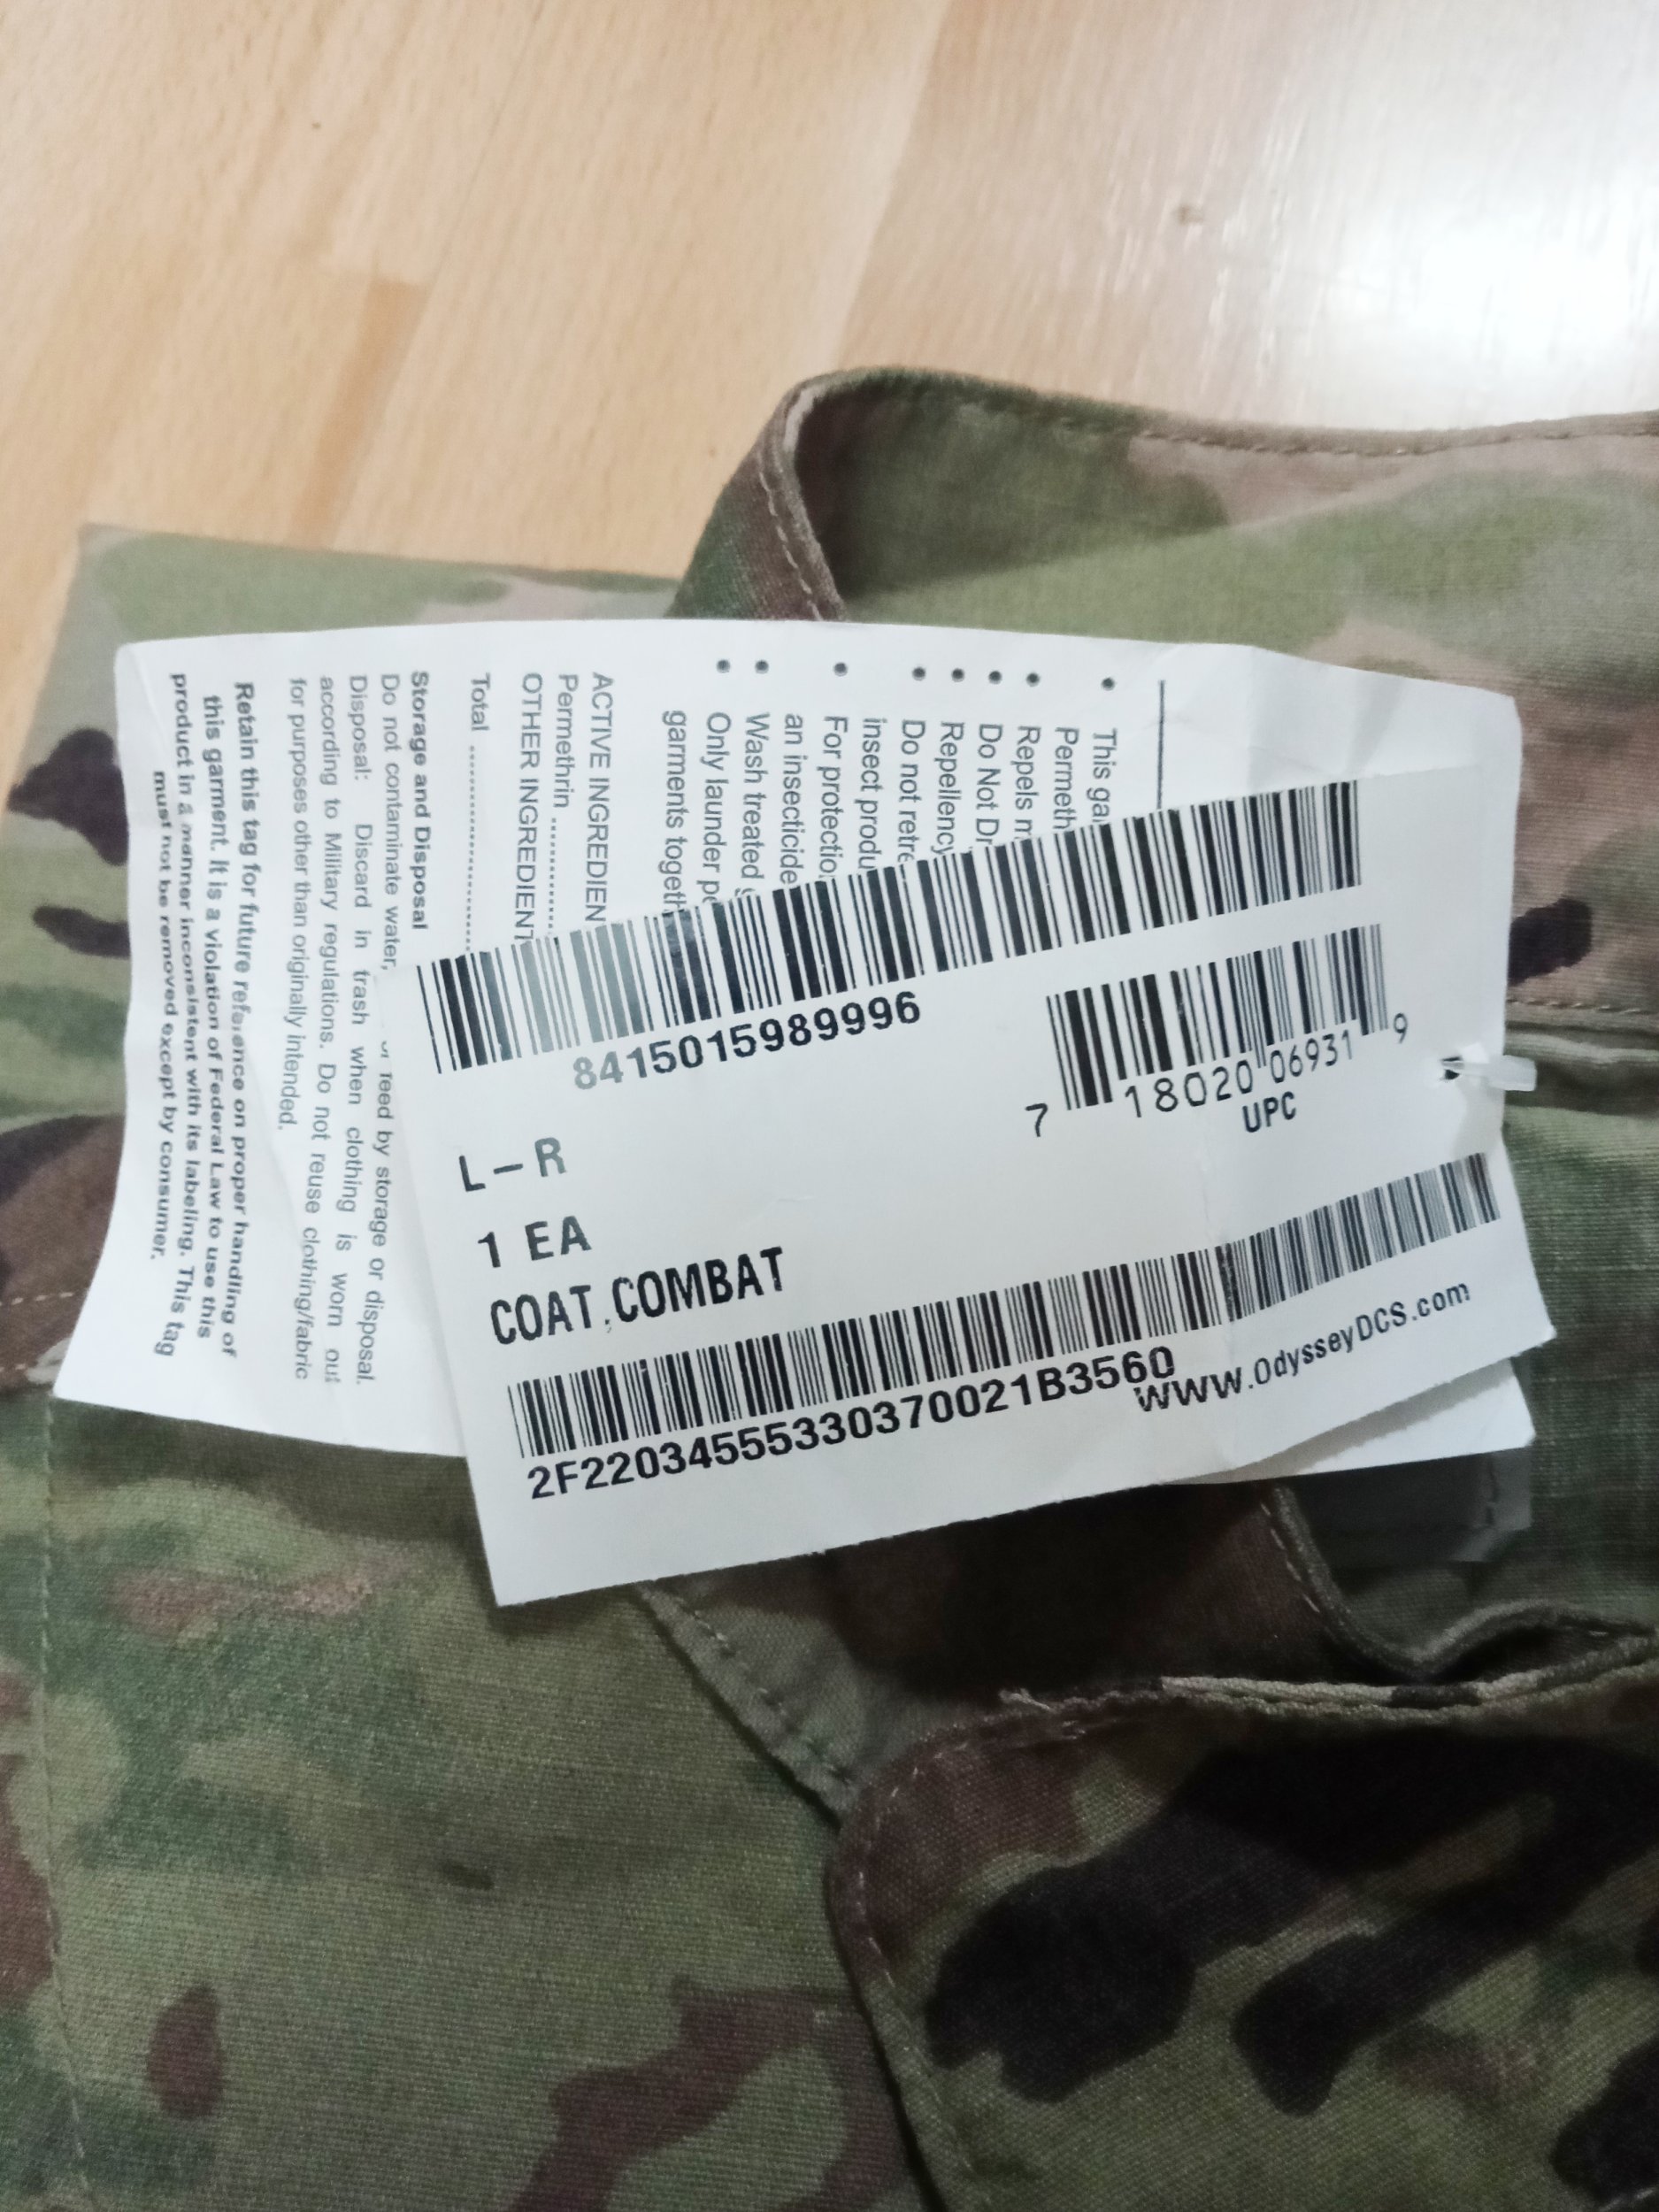 8415015989996
7 18020 06931 9
UPC
L-R
1 EA
COAT,COMBAT
2F2203455533037 0021B3560
WWW.OdysseyDCS.com
• This ga
Permeth
• Repels m
• Do Not Dr
• Repellency
• Do not retre
insect produ
• For protectio
an insecticide
• Wash treated
• Only launder pe
garments togeth
ACTIVE INGREDIEN
Permethrin ..............
OTHER INGREDIENT
Total ........................
Storage and Disposal
Do not contaminate water, feed by storage or disposal.
Disposal: Discard in trash when clothing is worn out
according to Military regulations. Do not reuse clothing/fabric
for purposes other than originally intended.
Retain this tag for future reference on proper handling of
this garment. It is a violation of Federal Law to use this
product in a manner inconsistent with its labeling. This tag
must not be removed except by consumer.